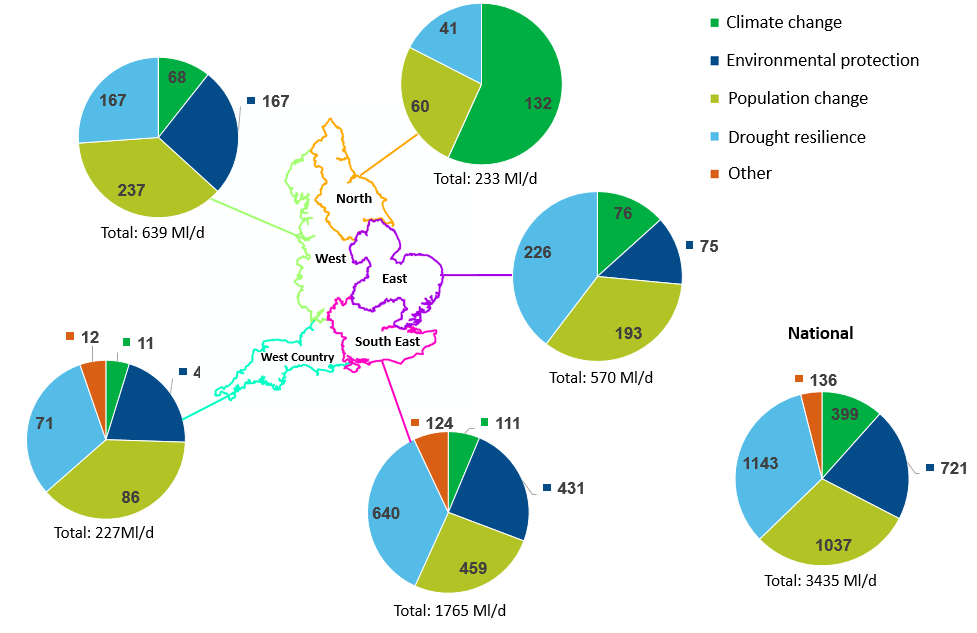 Climate change
Environmental protection
Population change
Drought resilience
Other
41
60
132
Total: 233 Ml/d
68
167
167
237
Total: 639 Ml/d
North
West
East
South East
West Country
76
75
226
193
Total: 570 Ml/d
12
11
4
71
86
Total: 227Ml/d
124
111
431
640
459
Total: 1765 Ml/d
National
136
399
721
1143
1037
Total: 3435 Ml/d